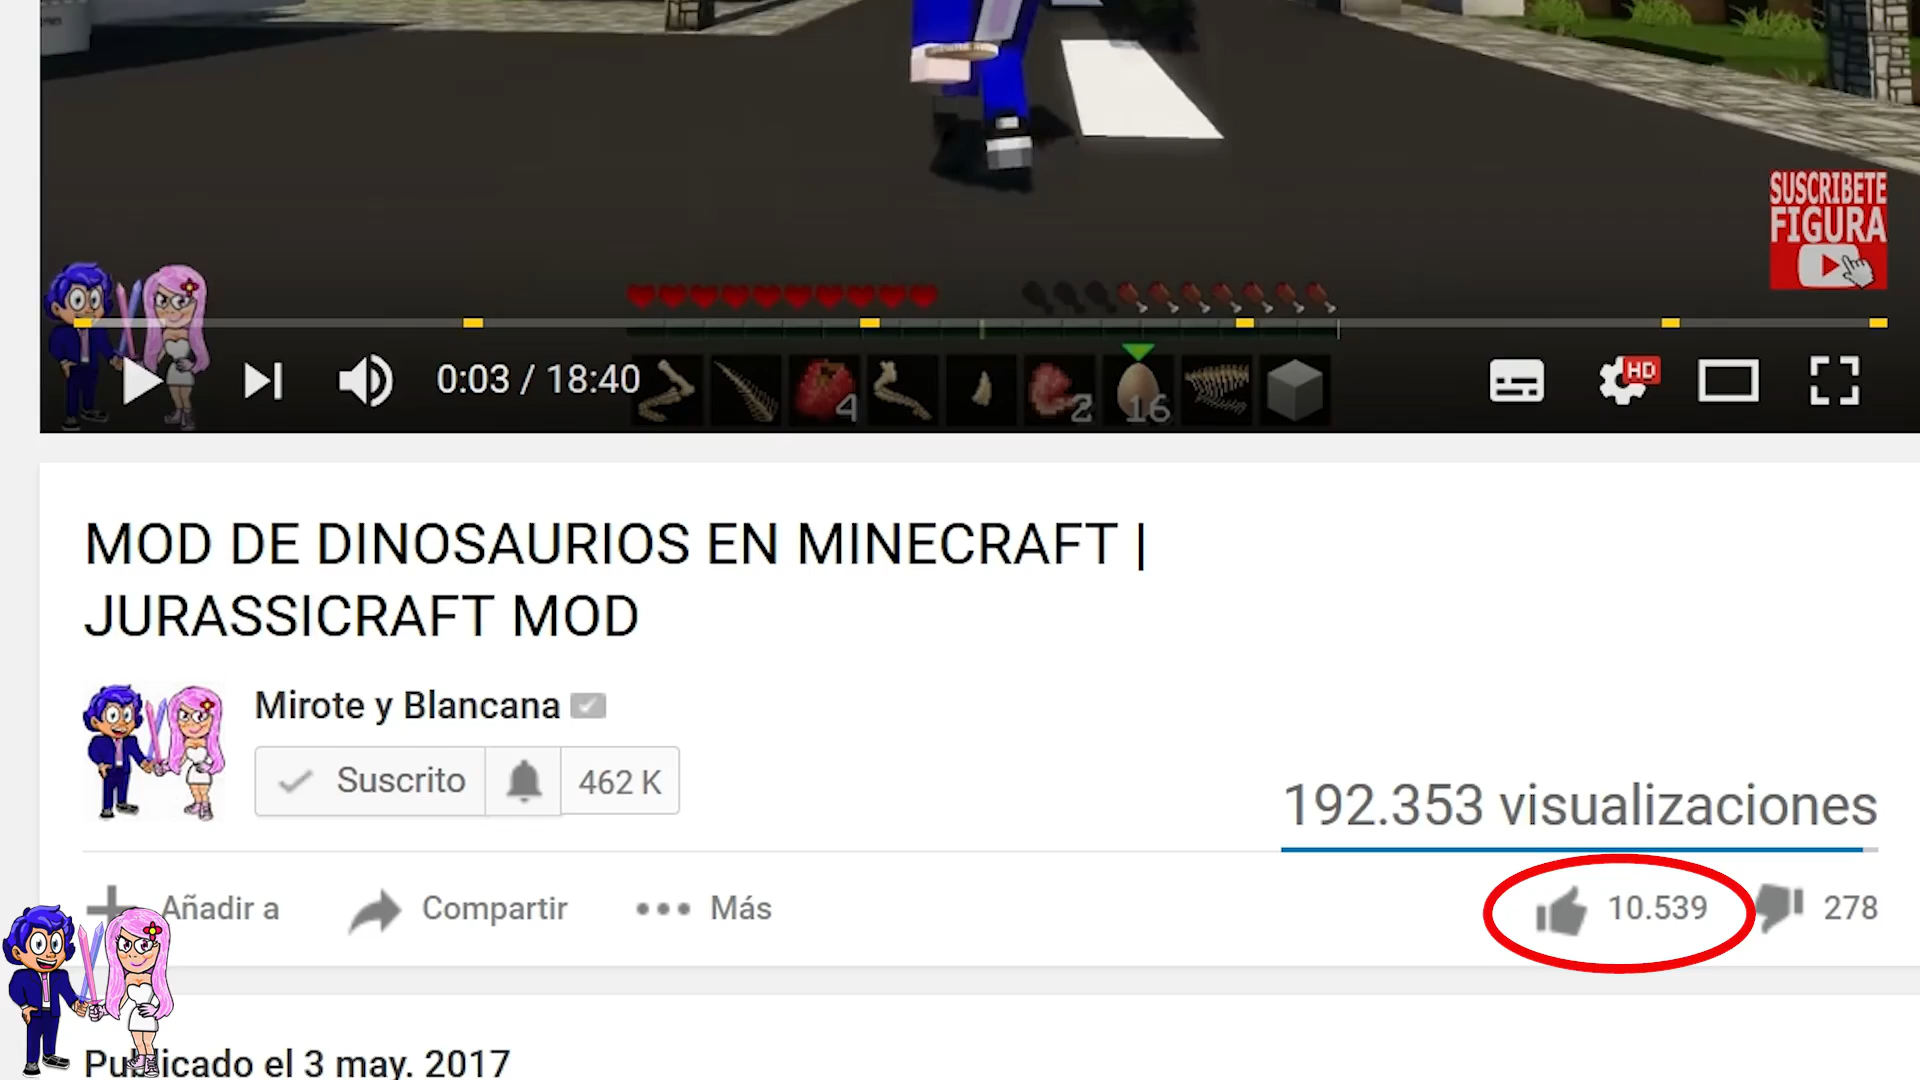 SUSCRIBETE
FIGURA
0:03 / 18:40
HD
4
2
16
MOD DE DINOSAURIOS EN MINECRAFT |
JURASSICRAFT MOD
Mirote y Blancana
Suscrito
462 K
192.353 visualizaciones
Añadir a
Compartir
Más
10.539
278
Publicado el 3 may. 2017